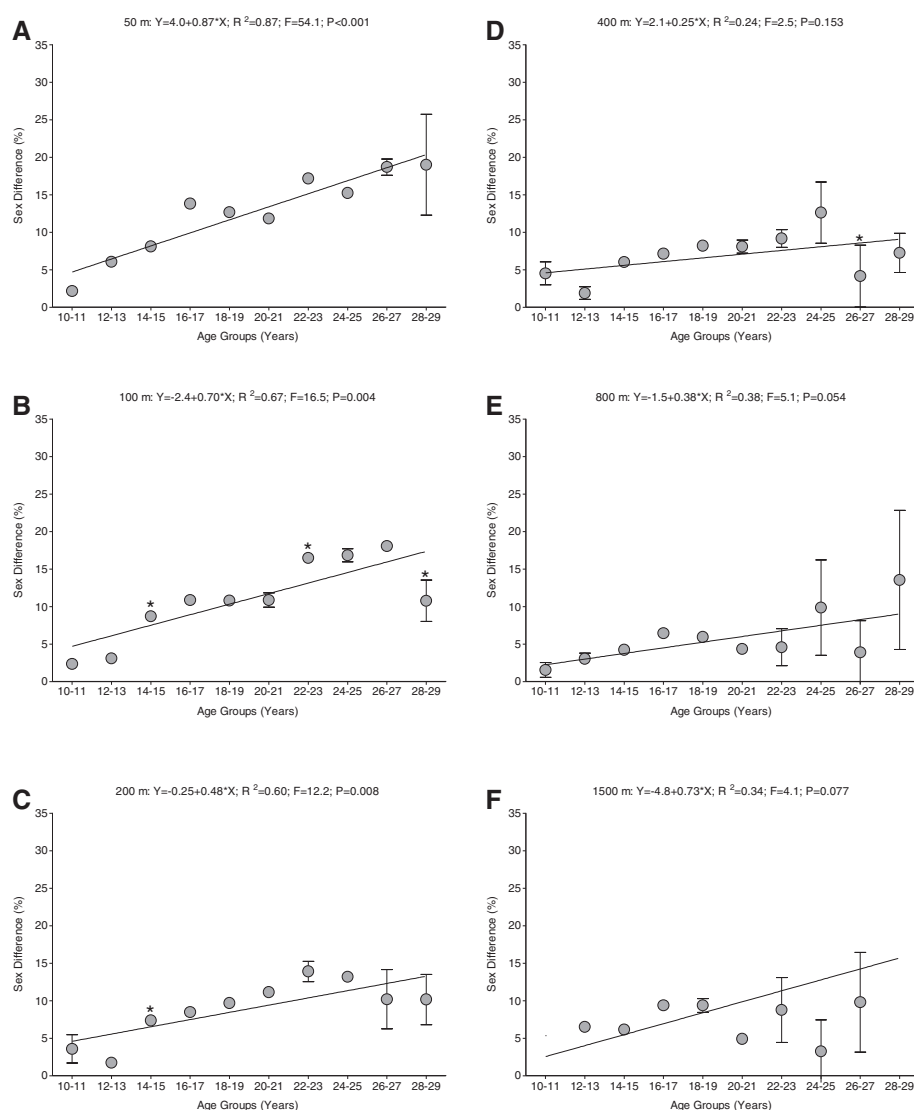 A
50 m: Y=4.0+0.87*X; R ²=0.87; F=54.1; P<0.001
35
30
25
20
15
10
5
0
Sex Difference (%)
10-11 12-13 14-15 16-17 18-19 20-21 22-23 24-25 26-27 28-29
Age Groups (Years)
B
100 m: Y=-2.4+0.70*X; R ²=0.67; F=16.5; P=0.004
35
30
25
20
15
10
5
0
Sex Difference (%)
*
*
*
10-11 12-13 14-15 16-17 18-19 20-21 22-23 24-25 26-27 28-29
Age Groups (Years)
C
200 m: Y=-0.25+0.48*X; R ²=0.60; F=12.2; P=0.008
35
30
25
20
15
10
5
0
Sex Difference (%)
*
10-11 12-13 14-15 16-17 18-19 20-21 22-23 24-25 26-27 28-29
Age Groups (Years)
D
400 m: Y=2.1+0.25*X; R ²=0.24; F=2.5; P=0.153
35
30
25
20
15
10
5
0
Sex Difference (%)
*
10-11 12-13 14-15 16-17 18-19 20-21 22-23 24-25 26-27 28-29
Age Groups (Years)
E
800 m: Y=-1.5+0.38*X; R ²=0.38; F=5.1; P=0.054
35
30
25
20
15
10
5
0
Sex Difference (%)
10-11 12-13 14-15 16-17 18-19 20-21 22-23 24-25 26-27 28-29
Age Groups (Years)
F
1500 m: Y=-4.8+0.73*X; R ²=0.34; F=4.1; P=0.077
35
30
25
20
15
10
5
0
Sex Difference (%)
10-11 12-13 14-15 16-17 18-19 20-21 22-23 24-25 26-27 28-29
Age Groups (Years)